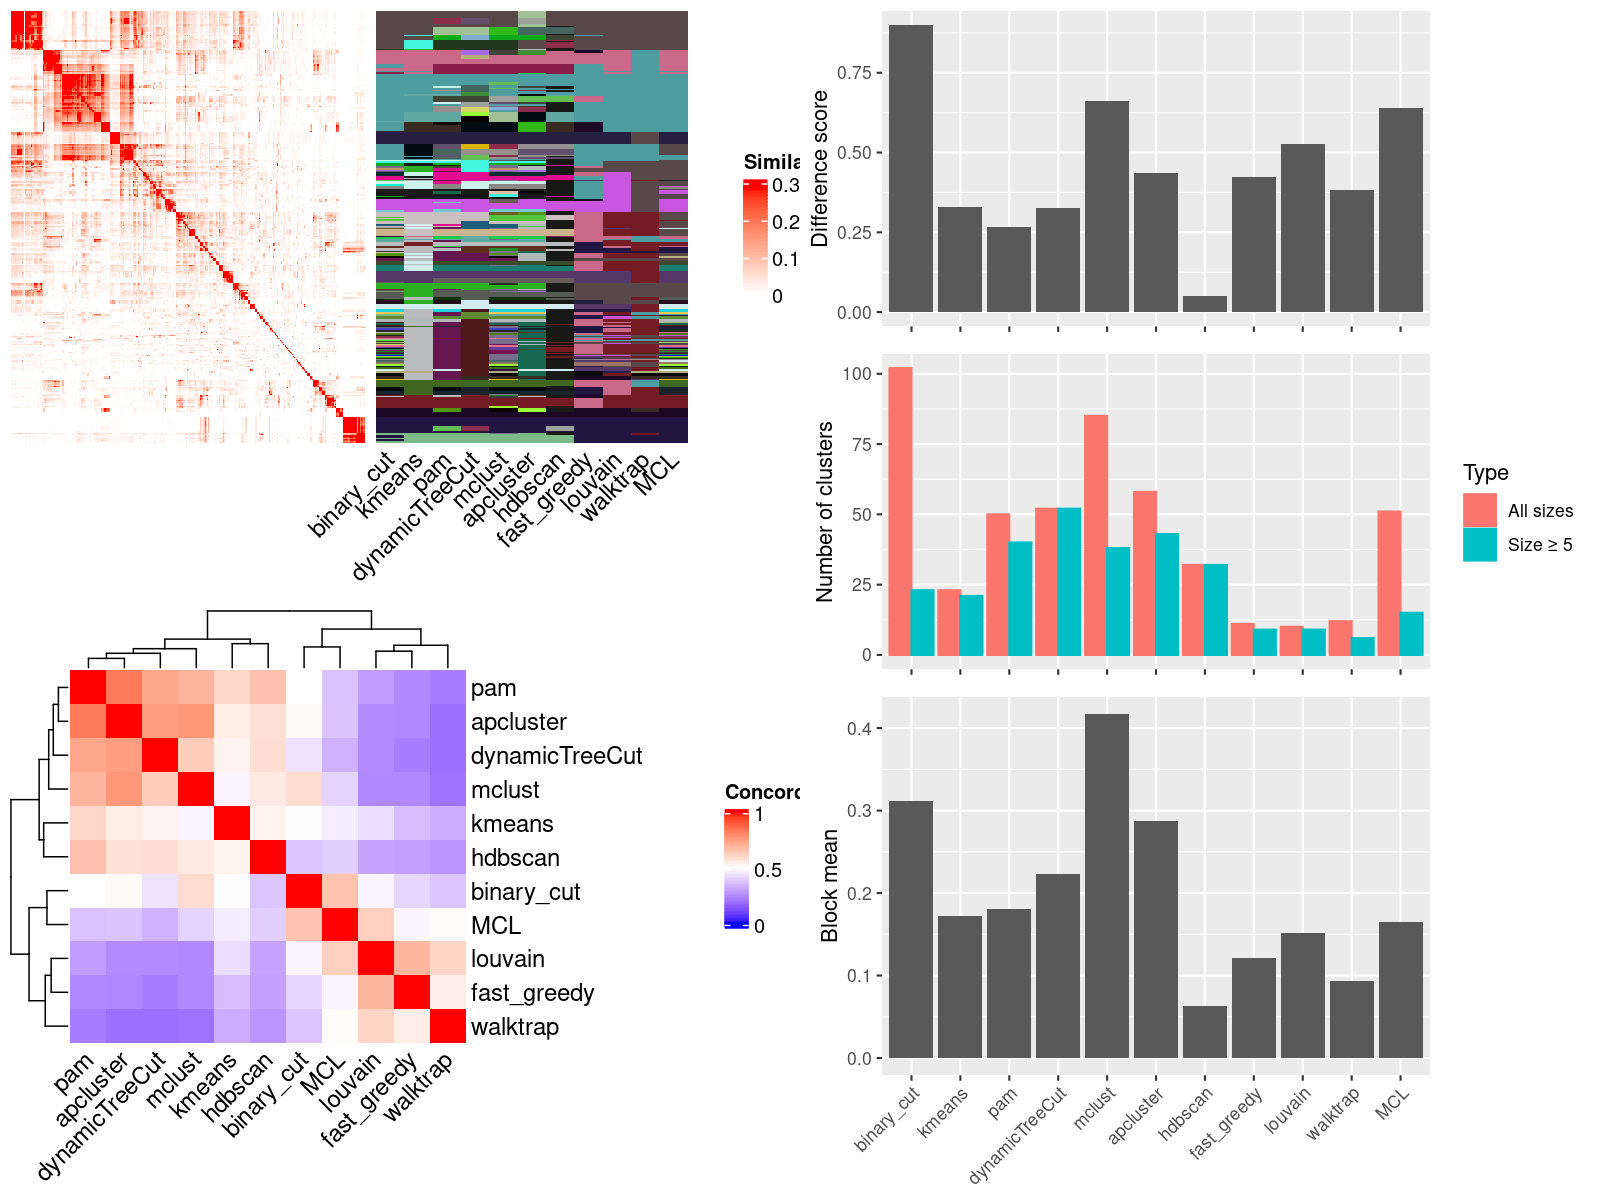 Simila
0.3
0.2
0.1
0
binary_cut
kmeans
pam
dynamicTreeCut
mclust
apcluster
hdbscan
fast_greedy
louvain
walktrap
MCL
pam
apcluster
dynamicTreeCut
mclust
kmeans
hdbscan
binary_cut
MCL
louvain
fast_greedy
walktrap
pam
apcluster
dynamicTreeCut
mclust
kmeans
hdbscan
binary_cut
MCL
louvain
fast_greedy
walktrap
Concord
1
0.5
0
Difference score
0.75
0.50
0.25
0.00
Number of clusters
100
75
50
25
0
Type
All sizes
Size ≥ 5
Block mean
0.4
0.3
0.2
0.1
0.0
binary_cut
kmeans
pam
dynamicTreeCut
mclust
apcluster
hdbscan
fast_greedy
louvain
walktrap
MCL